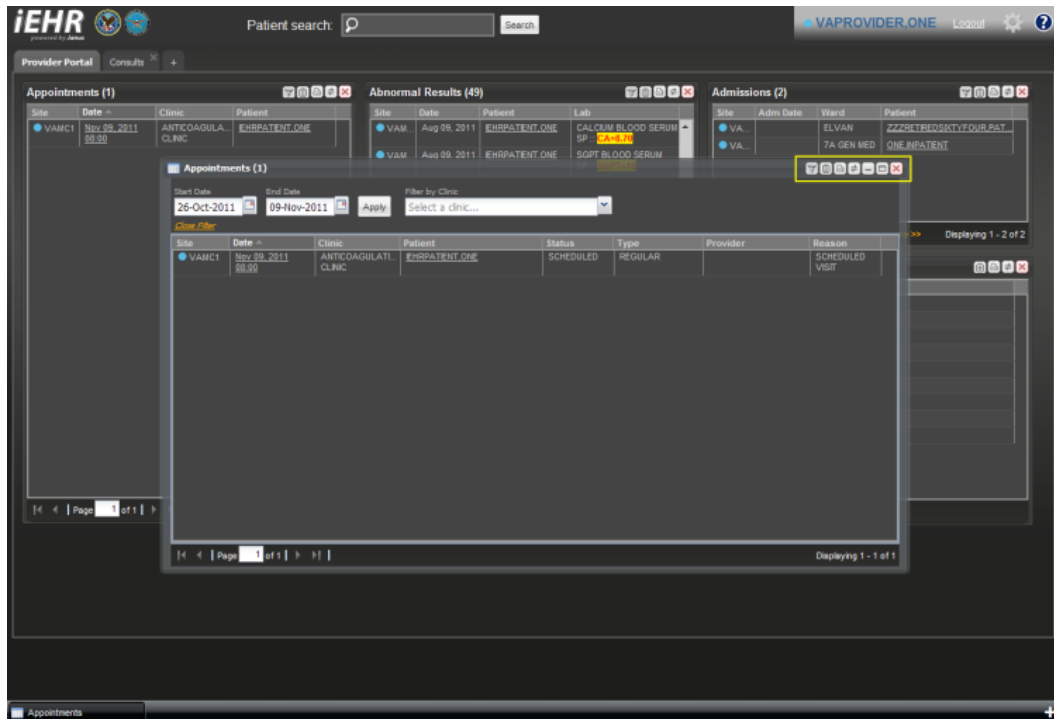 iEHR
powered by Janus
Patient search:
Search
VAPROVIDER,ONE
Logout
?
Provider Portal
Consults
+
Appointments (1)
Site Date Clinic Patient
VAMC1 Nov 09, 2011 ANTICOAGULA... EHRPATIENT,ONE
08:00 CLINIC
Page 1 of 1
Abnormal Results (49)
Site Date Patient Lab
VAM... Aug 09, 2011 EHRPATIENT,ONE CALCIUM BLOOD SERUM
SP - CA=8.70
VAM... Aug 09, 2011 EHRPATIENT,ONE SGPT BLOOD SERUM
Admissions (2)
Site Adm Date Ward Patient
VA... ELVAN ZZZRETIREDSIXTYFOUR,PAT...
VA... 7A GEN MED ONE,INPATIENT
>> Displaying 1 - 2 of 2
Appointments (1)
Start Date End Date Filter by Clinic
26-Oct-2011 09-Nov-2011 Apply Select a clinic...
Close Filter
Site Date Clinic Patient Status Type Provider Reason
VAMC1 Nov 09, 2011 ANTICOAGULATI... EHRPATIENT,ONE SCHEDULED REGULAR SCHEDULED
08:00 CLINIC VISIT
Page 1 of 1
Displaying 1 - 1 of 1
Appointments
+